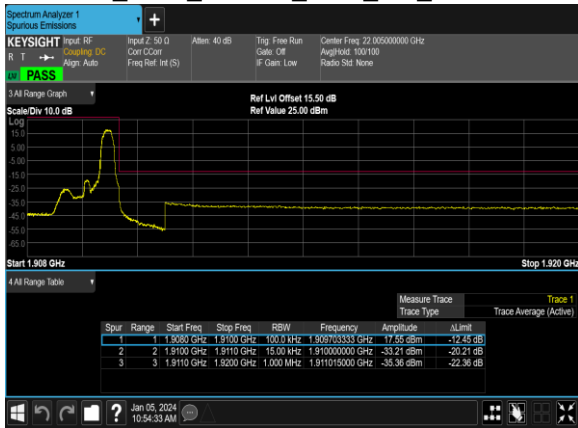 Spectrum Analyzer 1
Spurious Emissions
+
KEYSIGHT Input: RF Input Z: 50 Ω Atten: 40 dB Trig: Free Run Center Freq: 22.005000000 GHz
R T Coupling: DC Corr CCorr Gate: Off Avg|Hold: 100/100
Align: Auto Freq Ref: Int (S) IF Gain: Low Radio Std: None
PASS
3 All Range Graph
Ref Lvl Offset 15.50 dB
Scale/Div 10.0 dB Ref Value 25.00 dBm
Log
15.0
5.00
-5.00
-15.0
-25.0
-35.0
-45.0
-55.0
-65.0
Start 1.908 GHz Stop 1.920 GHz
4 All Range Table
Measure Trace Trace 1
Trace Type Trace Average (Active)
Spur Range Start Freq Stop Freq RBW Frequency Amplitude ΔLimit
1 1 1.9080 GHz 1.9100 GHz 100.0 kHz 1.909703333 GHz 17.55 dBm -12.45 dB
2 2 1.9100 GHz 1.9110 GHz 15.00 kHz 1.910000000 GHz -33.21 dBm -20.21 dB
3 3 1.9110 GHz 1.9200 GHz 1.000 MHz 1.911015000 GHz -35.36 dBm -22.36 dB
? Jan 05, 2024
10:54:33 AM